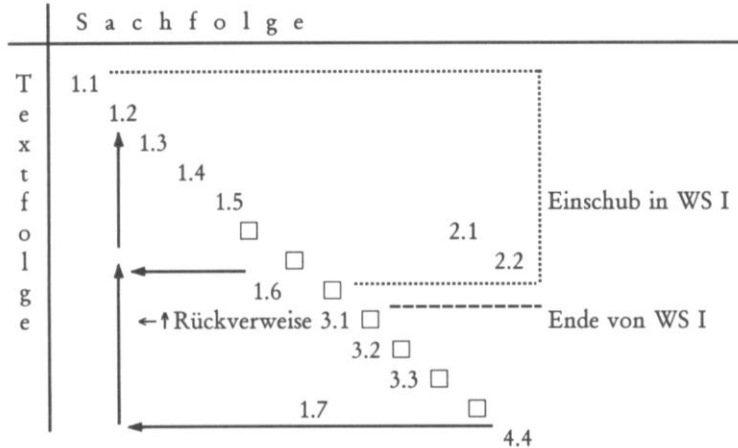 S a c h f o l g e
T e x t f o l g e
1.1
1.2
1.3
1.4
1.5
Einschub in WS I
2.1
2.2
1.6
←↑Rückverweise 3.1
Ende von WS I
3.2
3.3
1.7
4.4